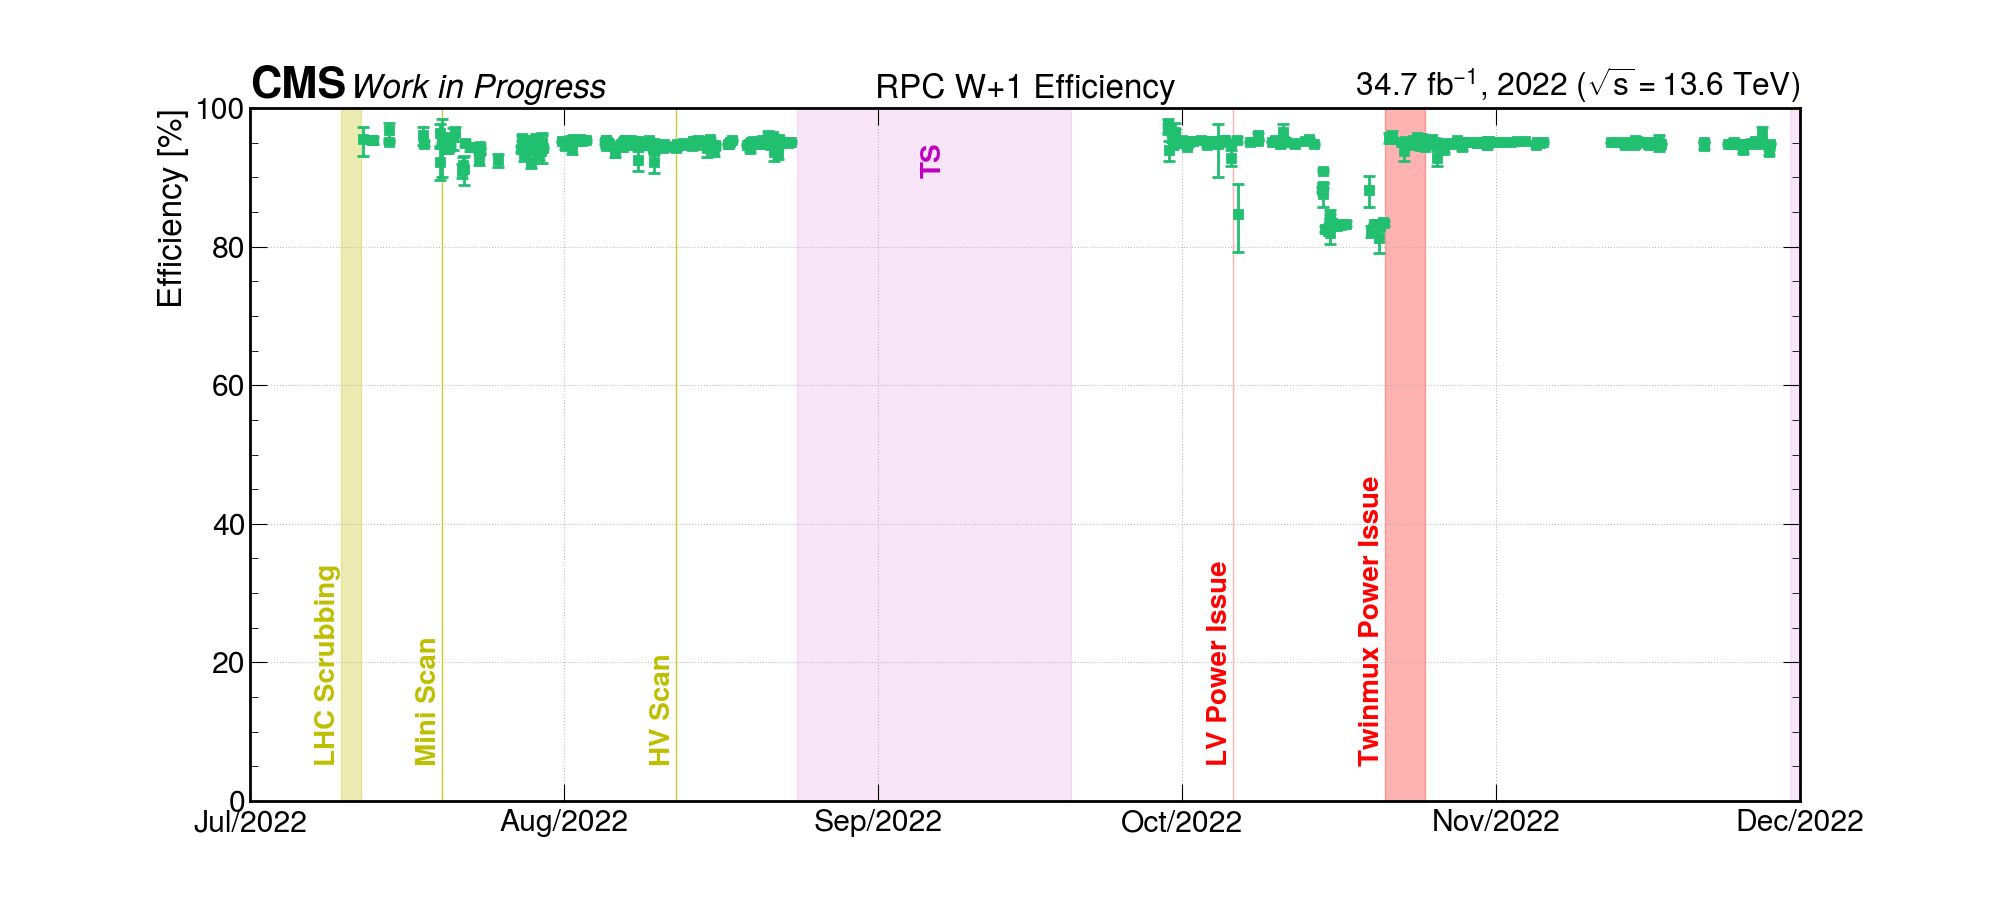 CMS Work in Progress
RPC W+1 Efficiency
34.7 fb⁻¹, 2022 (√s = 13.6 TeV)
Efficiency [%]
100
80
60
40
20
0
TS
LHC Scrubbing
Mini Scan
HV Scan
LV Power Issue
Twinmux Power Issue
Jul/2022
Aug/2022
Sep/2022
Oct/2022
Nov/2022
Dec/2022